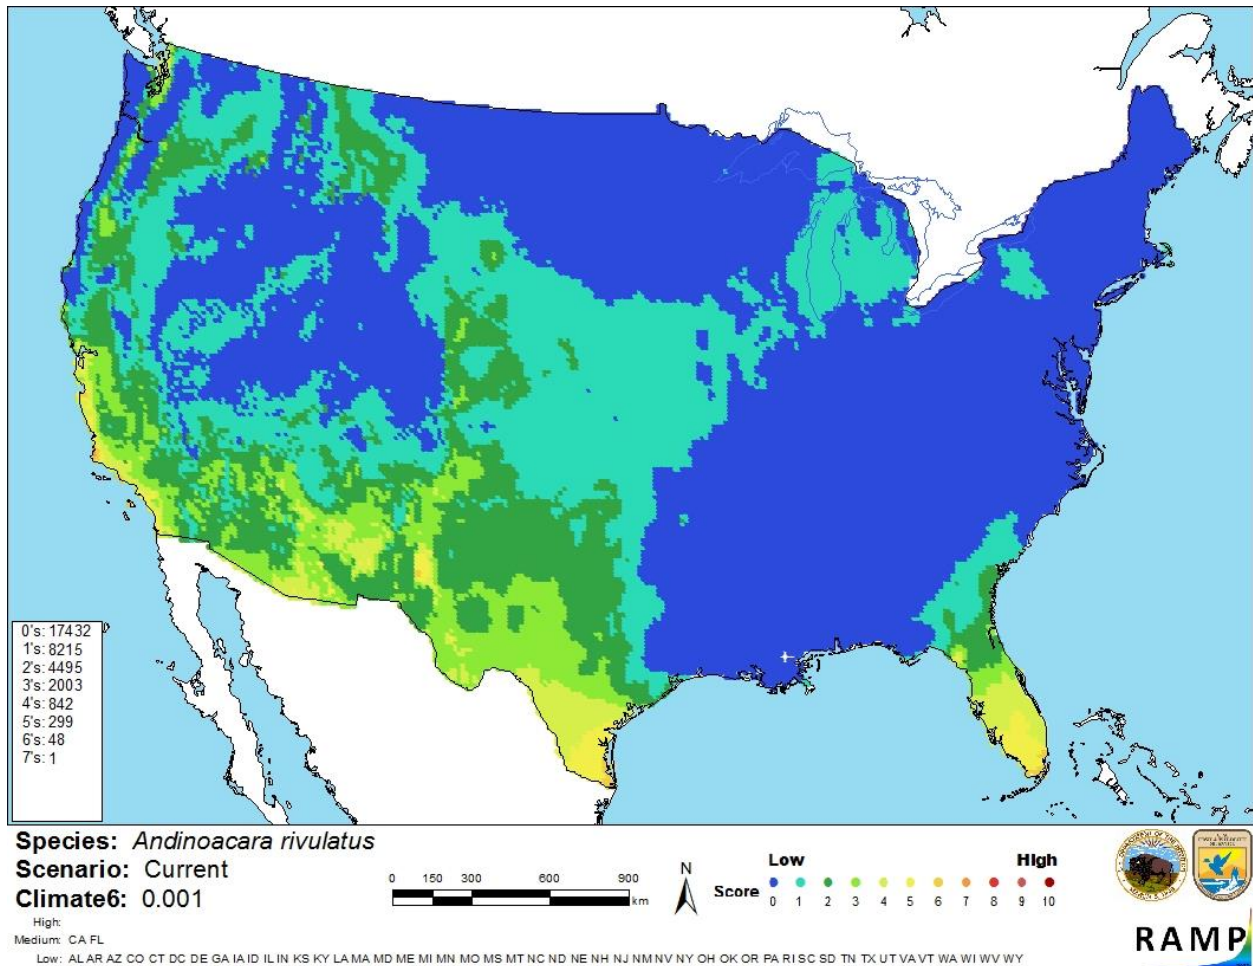 0's: 17432
1's: 8215
2's: 4495
3's: 2003
4's: 842
5's: 299
6's: 48
7's: 1
Species: Andinoacara rivulatus
Scenario: Current
Climate6: 0.001
High:
Medium: CA FL
Low: AL AR AZ CO CT DC DE GA IA ID IL IN KS KY LA MA MD ME MI MN MO MS MT NC ND NE NH NJ NM NV NY OH OK OR PA RI SC SD TN TX UT VA VT WA WI WV WY
0 150 300 600 900
km
N
Low High
Score 0 1 2 3 4 5 6 7 8 9 10
RAMP